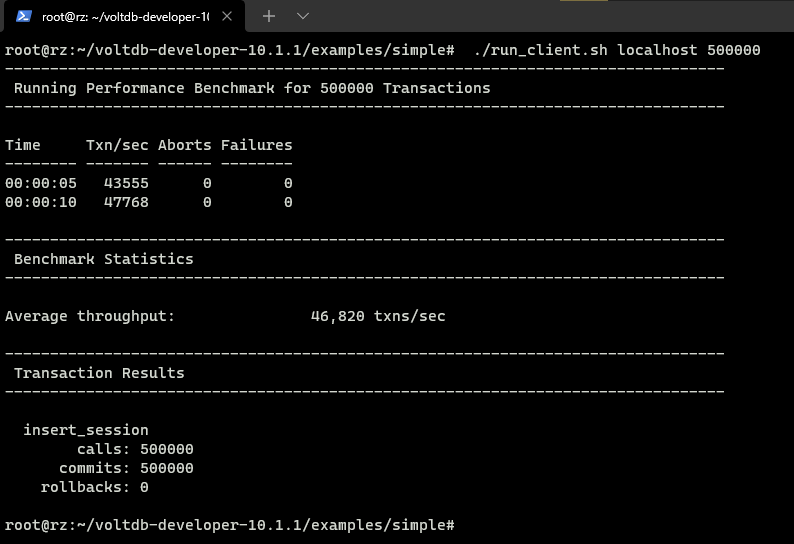 root@rz: ~/voltdb-developer-10
root@rz:~/voltdb-developer-10.1.1/examples/simple#  ./run_client.sh localhost 500000
--------------------------------------------------------------------------------
 Running Performance Benchmark for 500000 Transactions
--------------------------------------------------------------------------------
Time     Txn/sec Aborts Failures
-------- ------- ------ --------
00:00:05   43555      0        0
00:00:10   47768      0        0
--------------------------------------------------------------------------------
 Benchmark Statistics
--------------------------------------------------------------------------------
Average throughput:               46,820 txns/sec
--------------------------------------------------------------------------------
 Transaction Results
--------------------------------------------------------------------------------
  insert_session
        calls: 500000
      commits: 500000
    rollbacks: 0
root@rz:~/voltdb-developer-10.1.1/examples/simple#